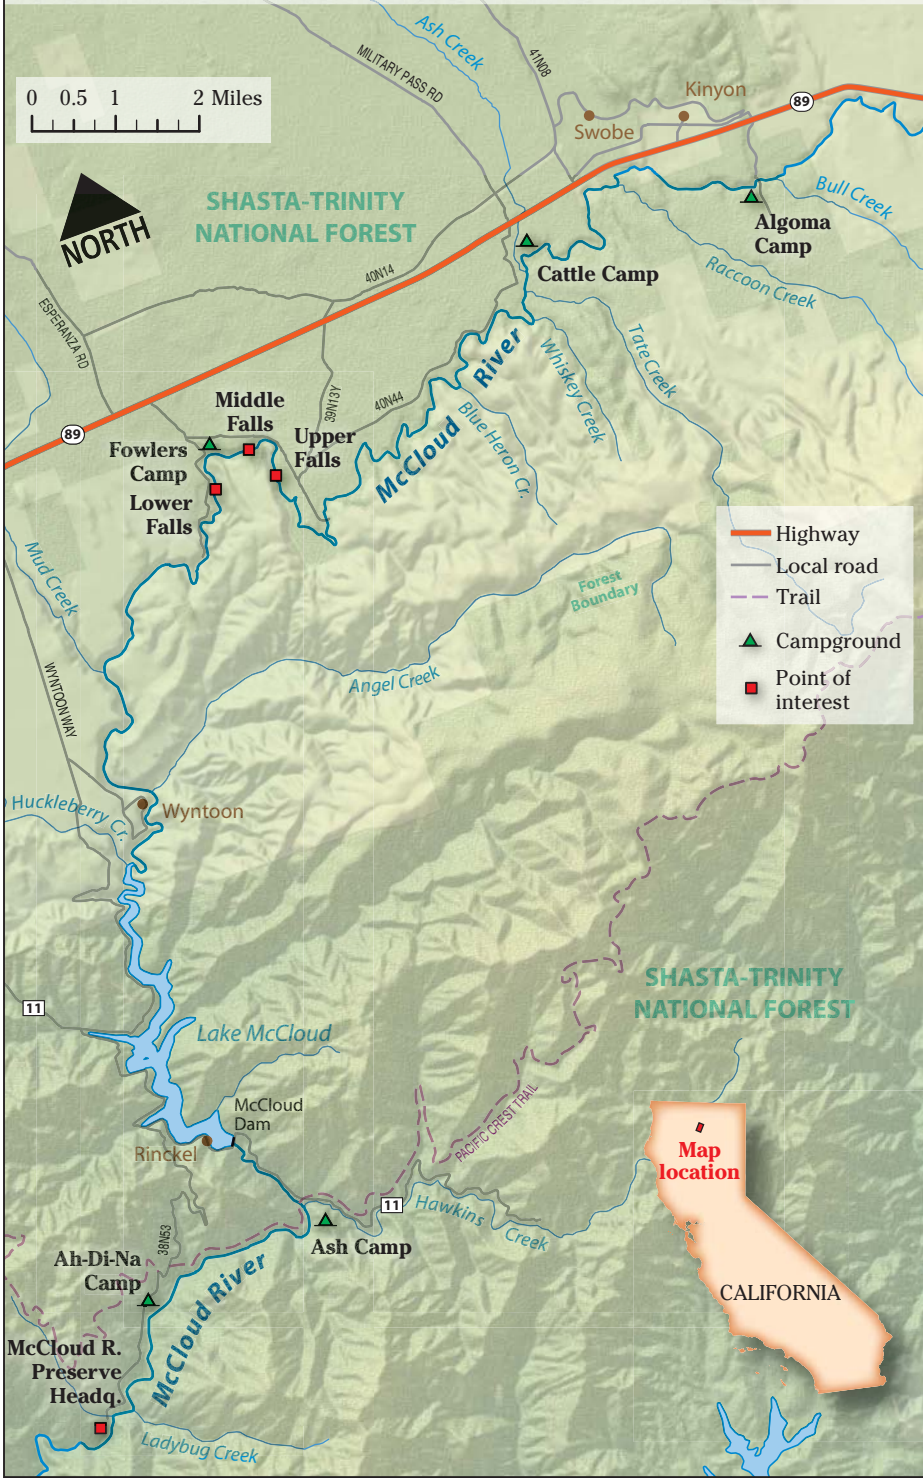 Ash Creek
MILITARY PASS RD
41N08
0 0.5 1 2 Miles
Kinyon
89
Swobe
NORTH
SHASTA-TRINITY
NATIONAL FOREST
Bull Creek
Algoma
Camp
Cattle Camp
Raccoon Creek
40N14
ESPERANZA RD
Tate Creek
Whiskey Creek
McCloud River
Blue Heron Cr.
39N13Y
40N44
Middle
Falls
89
Fowlers
Camp
Upper
Falls
Lower
Falls
Mud Creek
Highway
Local road
Trail
Campground
Point of
interest
Forest
Boundary
Angel Creek
WYNTOON WAY
Huckleberry Cr.
Wyntoon
SHASTA-TRINITY
NATIONAL FOREST
11
Lake McCloud
McCloud
Dam
Rinckel
PACIFIC CREST TRAIL
Map
location
11
Hawkins
Creek
Ash Camp
38N53
Ah-Di-Na
Camp
McCloud River
CALIFORNIA
McCloud R.
Preserve
Headq.
Ladybug Creek